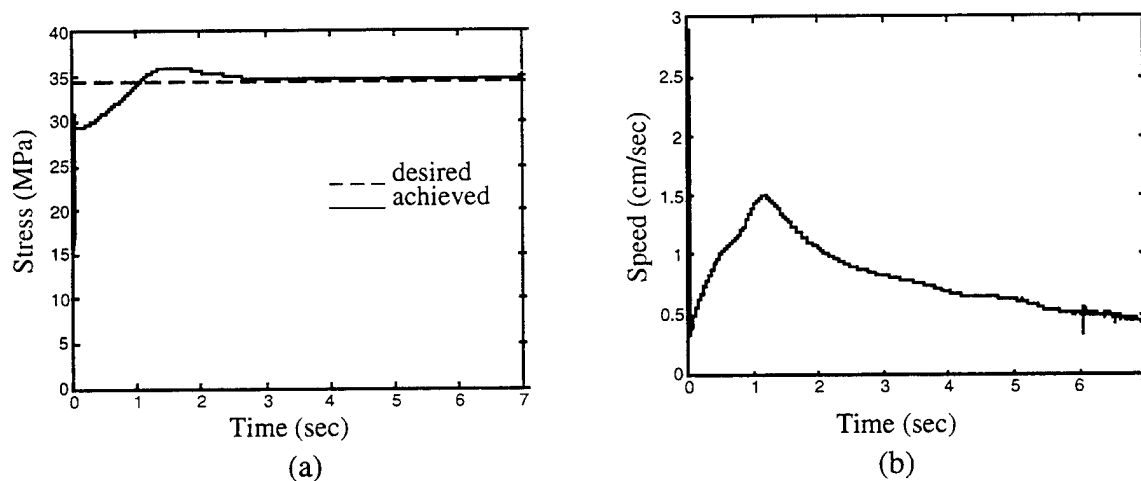 40
35
30
25
20
15
10
5
0
Stress (MPa)
desired
achieved
0 1 2 3 4 5 6 7
Time (sec)
(a)
3
2.5
2
1.5
1
0.5
0
Speed (cm/sec)
0 1 2 3 4 5 6
Time (sec)
(b)